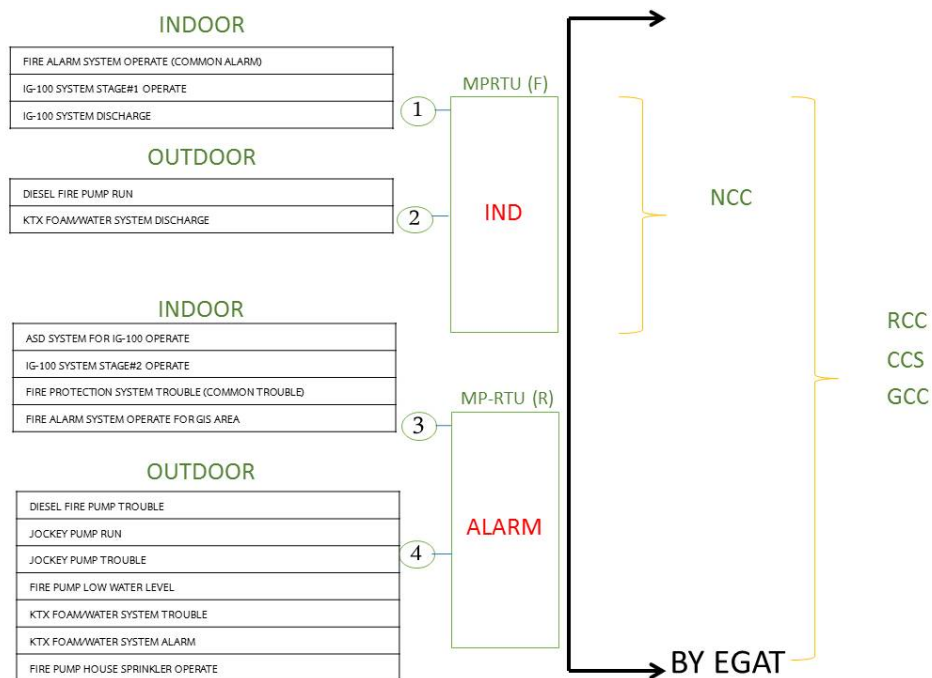 INDOOR
FIRE ALARM SYSTEM OPERATE (COMMON ALARM)
IG-100 SYSTEM STAGE#1 OPERATE
IG-100 SYSTEM DISCHARGE
1
MPRTU (F)
OUTDOOR
DIESEL FIRE PUMP RUN
KTX FOAM/WATER SYSTEM DISCHARGE
2
IND
NCC
INDOOR
ASD SYSTEM FOR IG-100 OPERATE
IG-100 SYSTEM STAGE#2 OPERATE
FIRE PROTECTION SYSTEM TROUBLE (COMMON TROUBLE)
FIRE ALARM SYSTEM OPERATE FOR GIS AREA
3
MP-RTU (R)
RCC
CCS
GCC
OUTDOOR
DIESEL FIRE PUMP TROUBLE
JOCKEY PUMP RUN
JOCKEY PUMP TROUBLE
FIRE PUMP LOW WATER LEVEL
KTX FOAM/WATER SYSTEM TROUBLE
KTX FOAM/WATER SYSTEM ALARM
FIRE PUMP HOUSE SPRINKLER OPERATE
4
ALARM
BY EGAT